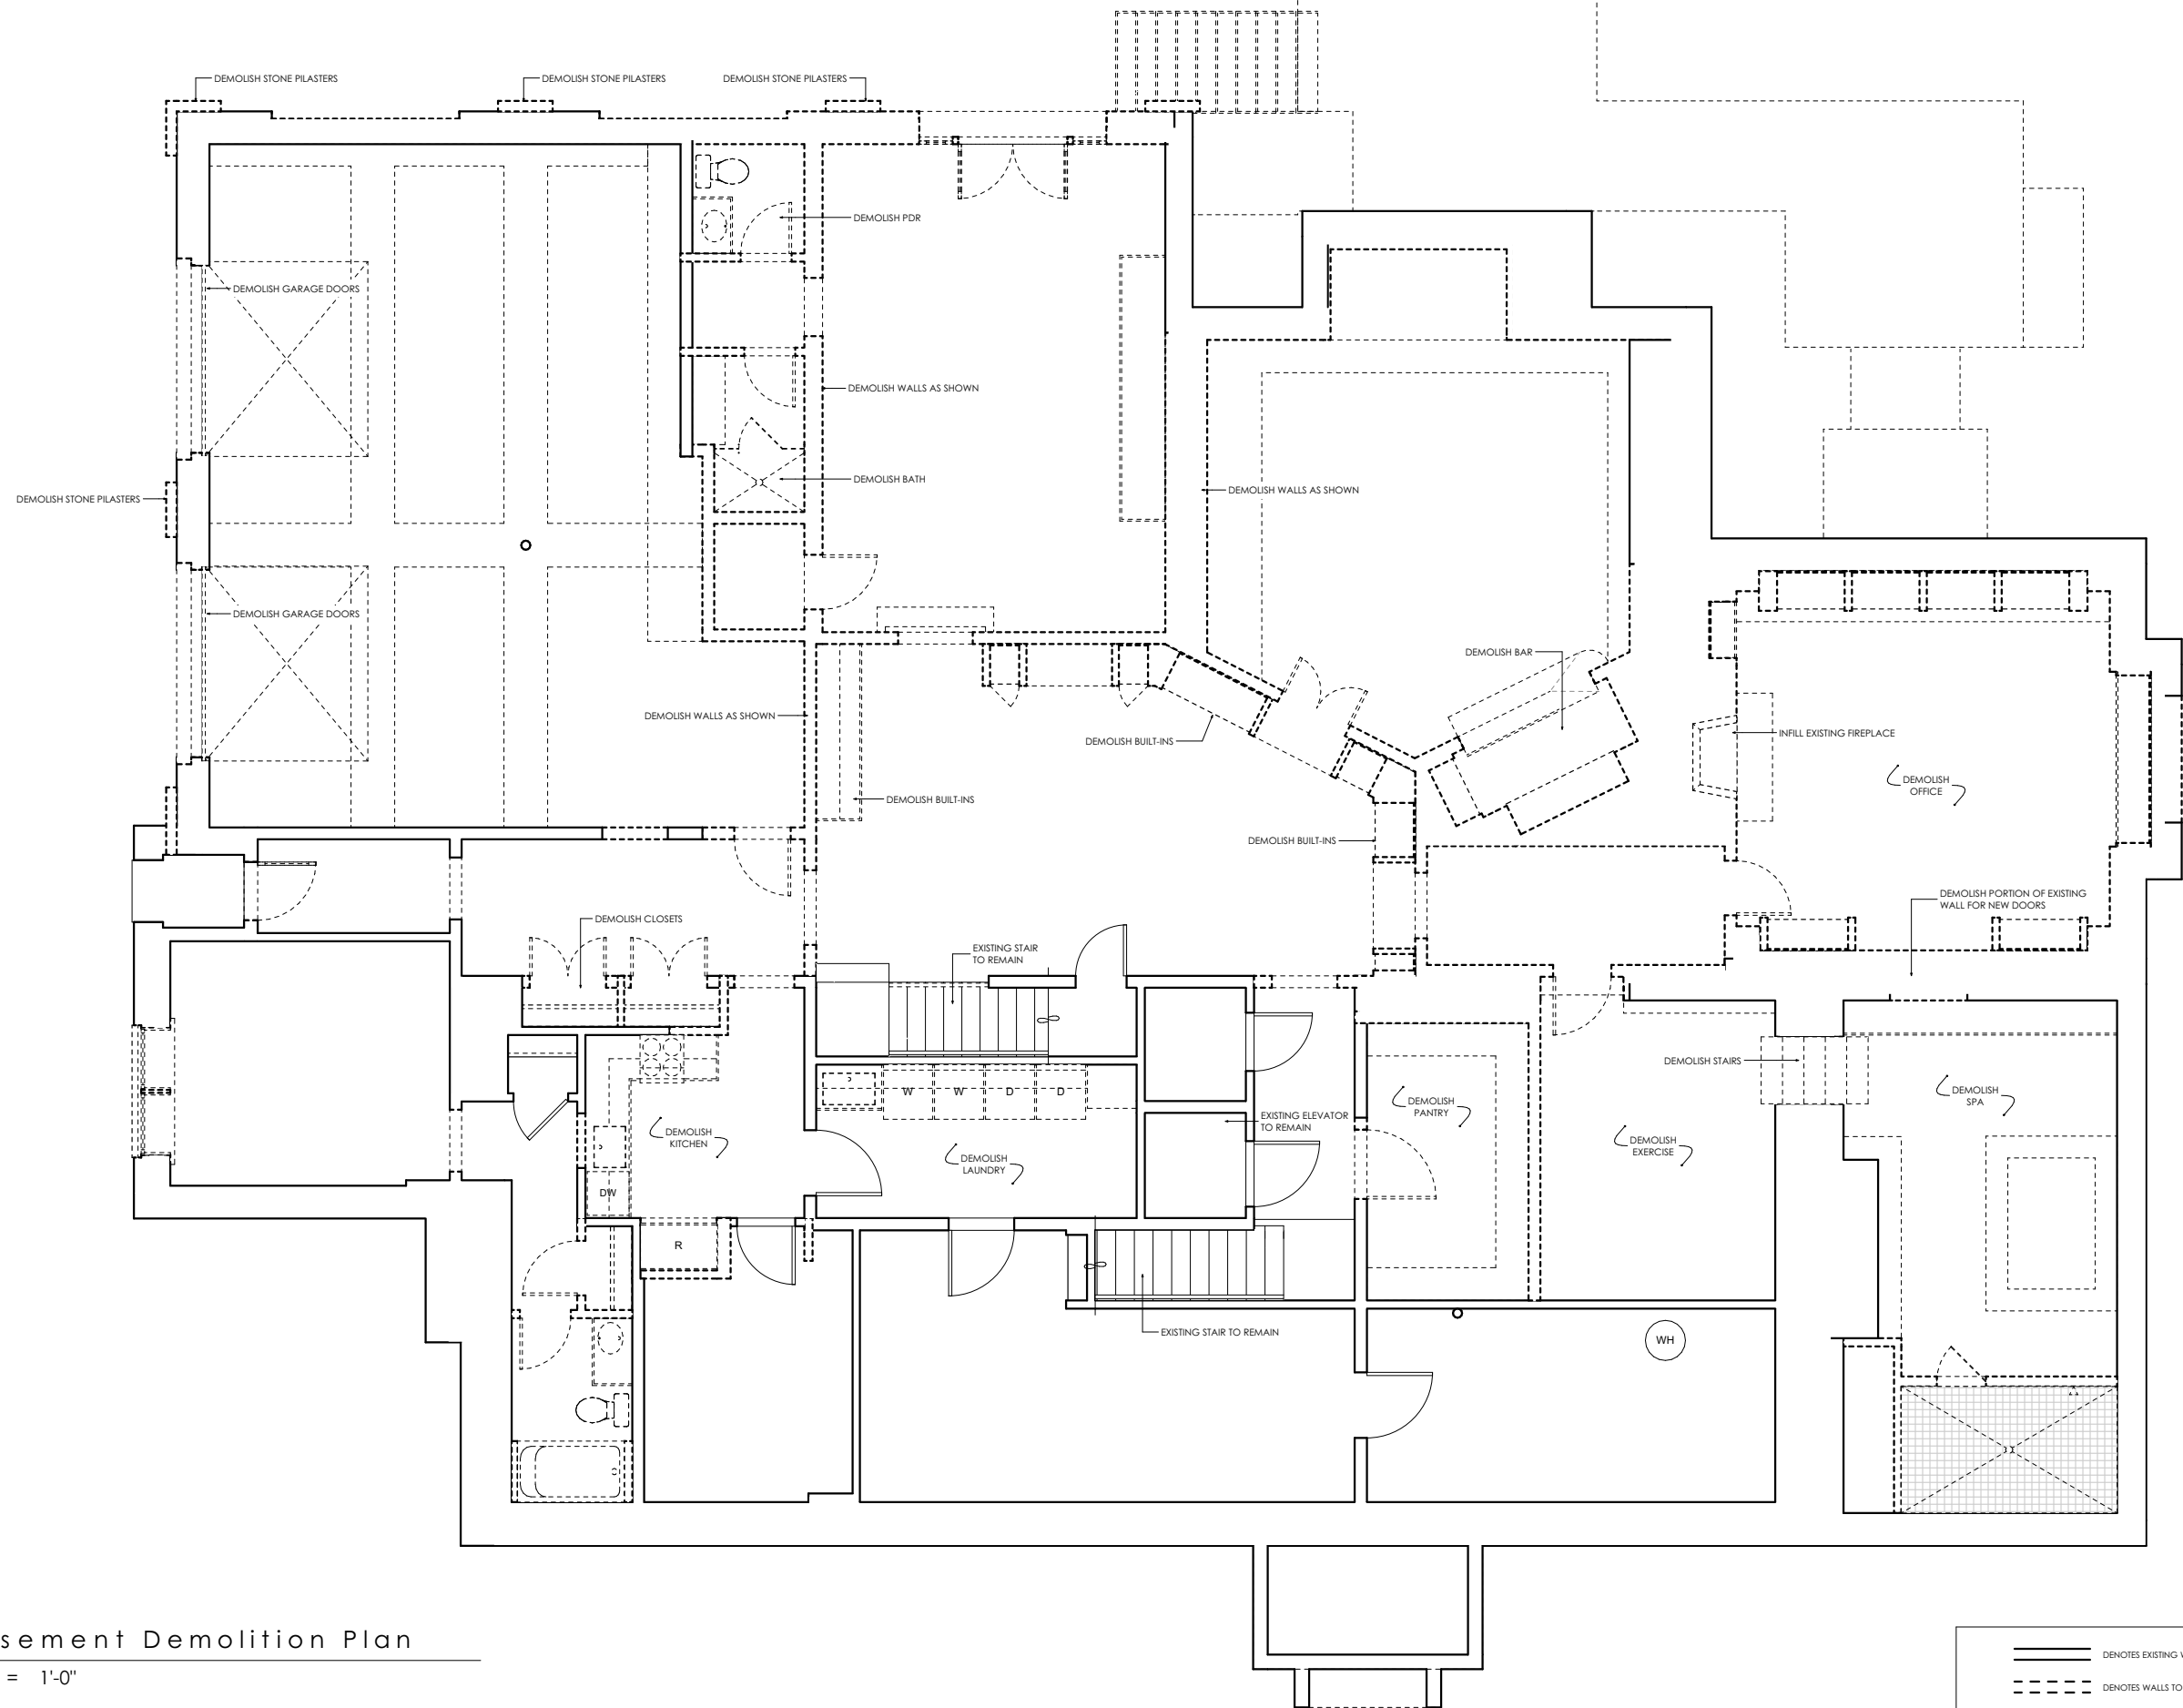 DEMOLISH STONE PILASTERS
DEMOLISH STONE PILASTERS
DEMOLISH STONE PILASTERS
DEMOLISH PDR
DEMOLISH GARAGE DOORS
DEMOLISH WALLS AS SHOWN
DEMOLISH BATH
DEMOLISH WALLS AS SHOWN
DEMOLISH STONE PILASTERS
DEMOLISH GARAGE DOORS
DEMOLISH BAR
DEMOLISH WALLS AS SHOWN
INFILL EXISTING FIREPLACE
DEMOLISH BUILT-INS
DEMOLISH
OFFICE
DEMOLISH BUILT-INS
DEMOLISH BUILT-INS
DEMOLISH PORTION OF EXISTING
WALL FOR NEW DOORS
DEMOLISH CLOSETS
EXISTING STAIR
TO REMAIN
DEMOLISH STAIRS
W
W
D
D
DEMOLISH
SPA
DEMOLISH
PANTRY
EXISTING ELEVATOR
TO REMAIN
DEMOLISH
KITCHEN
DEMOLISH
EXERCISE
DEMOLISH
LAUNDRY
DW
R
EXISTING STAIR TO REMAIN
WH
sement Demolition Plan
= 1'-0"
DENOTES EXISTING
DENOTES WALLS TO